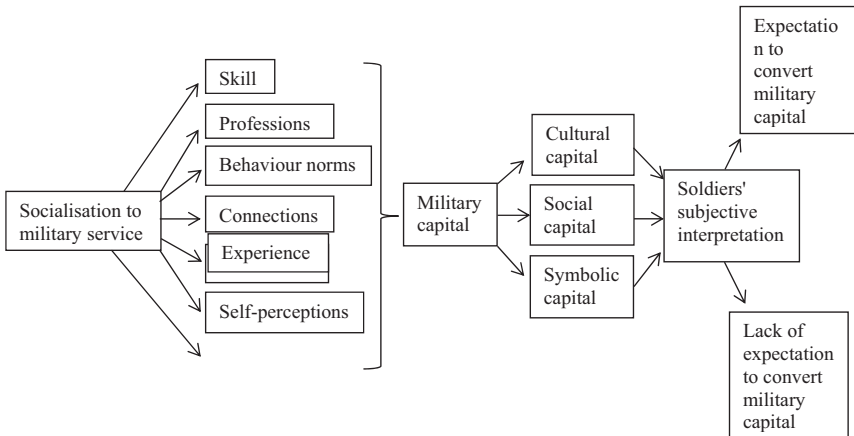 Socialisation to
military service
Skill
Professions
Behaviour norms
Connections
Experience
Self-perceptions
Military
capital
Cultural
capital
Social
capital
Symbolic
capital
Soldiers'
subjective
interpretation
Expectatio
n to
convert
military
capital
Lack of
expectation
to convert
military
capital